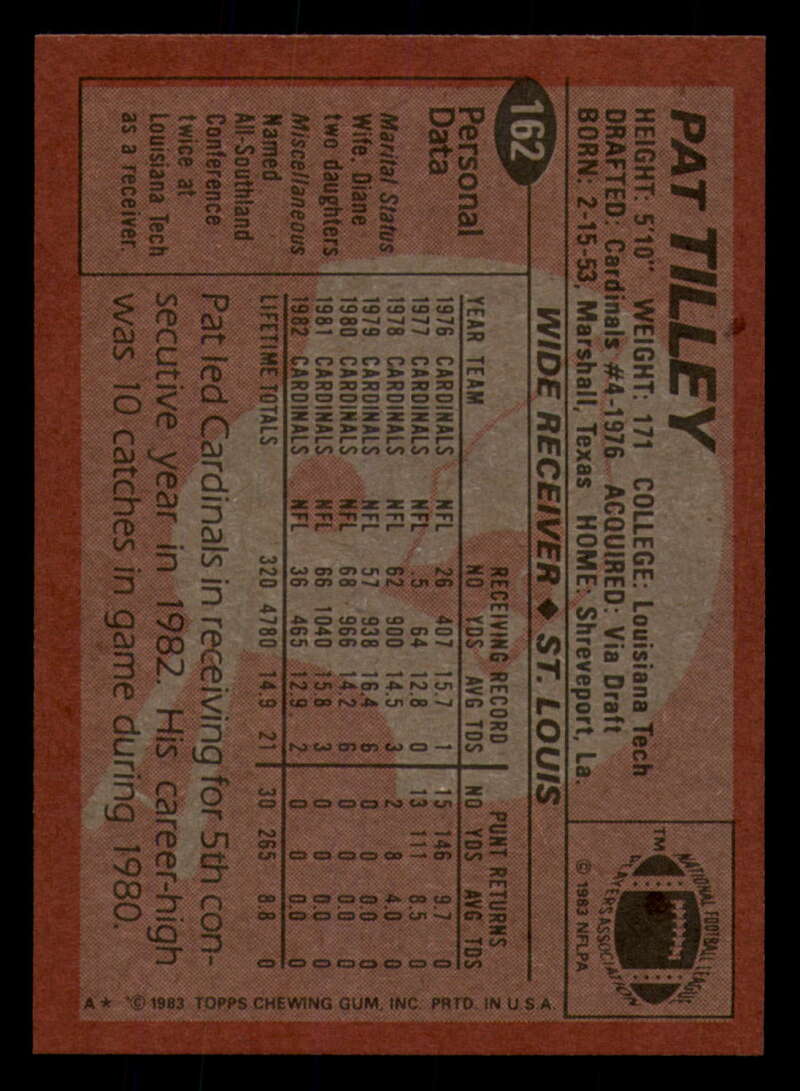 PAT TILLEY
HEIGHT: 5'10" WEIGHT: 171 COLLEGE: Louisiana Tech
DRAFTED: Cardinals #4-1976 ACQUIRED: Via Draft
BORN: 2-15-53, Marshall, Texas HOME: Shreveport, La.
NATIONAL FOOTBALL LEAGUE
PLAYERS ASSOCIATION
TM
© 1983 NFLPA
162
WIDE RECEIVER ♦ ST. LOUIS
Personal
Data
Marital Status
Wife, Diane
two daughters
Miscellaneous
Named
All-Southland
Conference
twice at
Louisiana Tech
as a receiver.
RECEIVING RECORD PUNT RETURNS
YEAR TEAM NO YDS AVG TDS NO YDS AVG TDS
1976 CARDINALS NFL 26 407 15.7 1 15 146 9.7 0
1977 CARDINALS NFL 5 64 12.8 0 13 111 8.5 0
1978 CARDINALS NFL 62 900 14.5 3 2 8 4.0 0
1979 CARDINALS NFL 57 938 16.4 6 0 0 0.0 0
1980 CARDINALS NFL 68 966 14.2 6 0 0 0.0 0
1981 CARDINALS NFL 66 1040 15.8 3 0 0 0.0 0
1982 CARDINALS NFL 36 465 12.9 2 0 0 0.0 0
LIFETIME TOTALS 320 4780 14.9 21 30 265 8.8 0
Pat led Cardinals in receiving for 5th con-
secutive year in 1982. His career-high
was 10 catches in game during 1980.
A* © 1983 TOPPS CHEWING GUM, INC. PRTD. IN U.S.A.